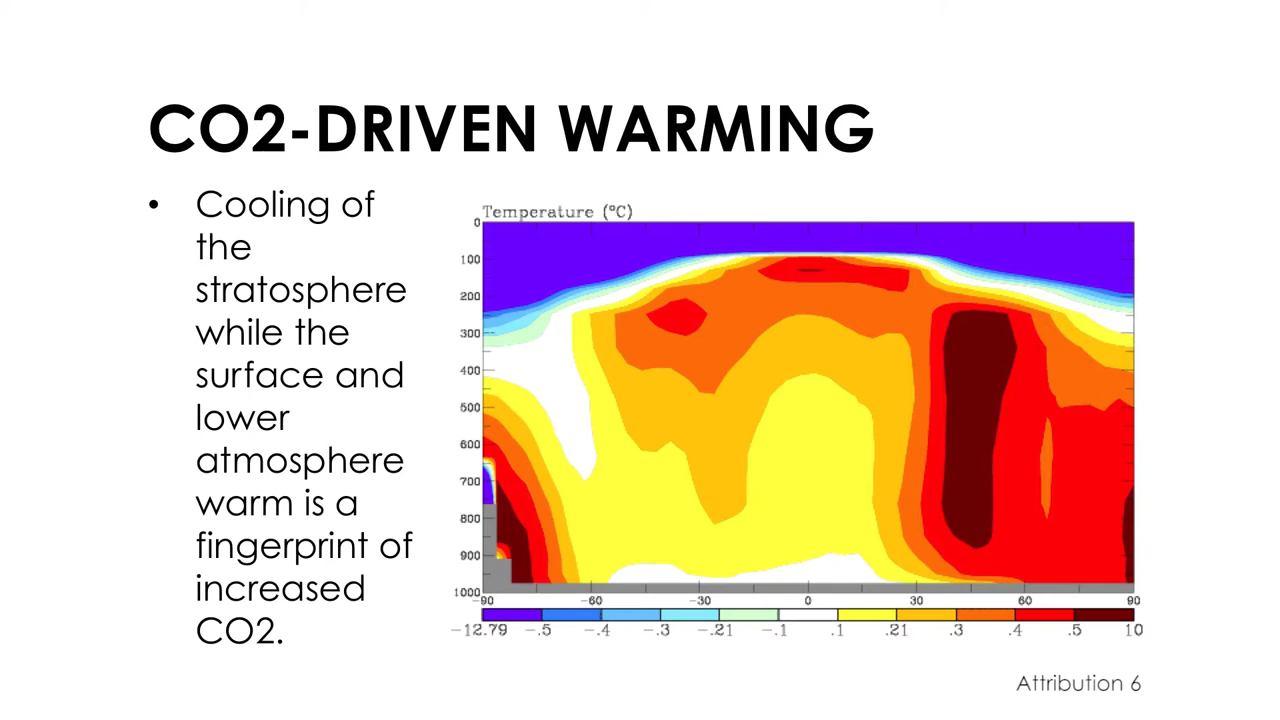 CO2-DRIVEN WARMING
• Cooling of
the
stratosphere
while the
surface and
lower
atmosphere
warm is a
fingerprint of
increased
CO2.
Temperature (°C)
0
100
200
300
400
500
600
700
800
900
1000
-90 -60 -30 0 30 60 90
-12.79 -.5 -.4 -.3 -.21 -.1 .1 .21 .3 .4 .5 10
Attribution 6